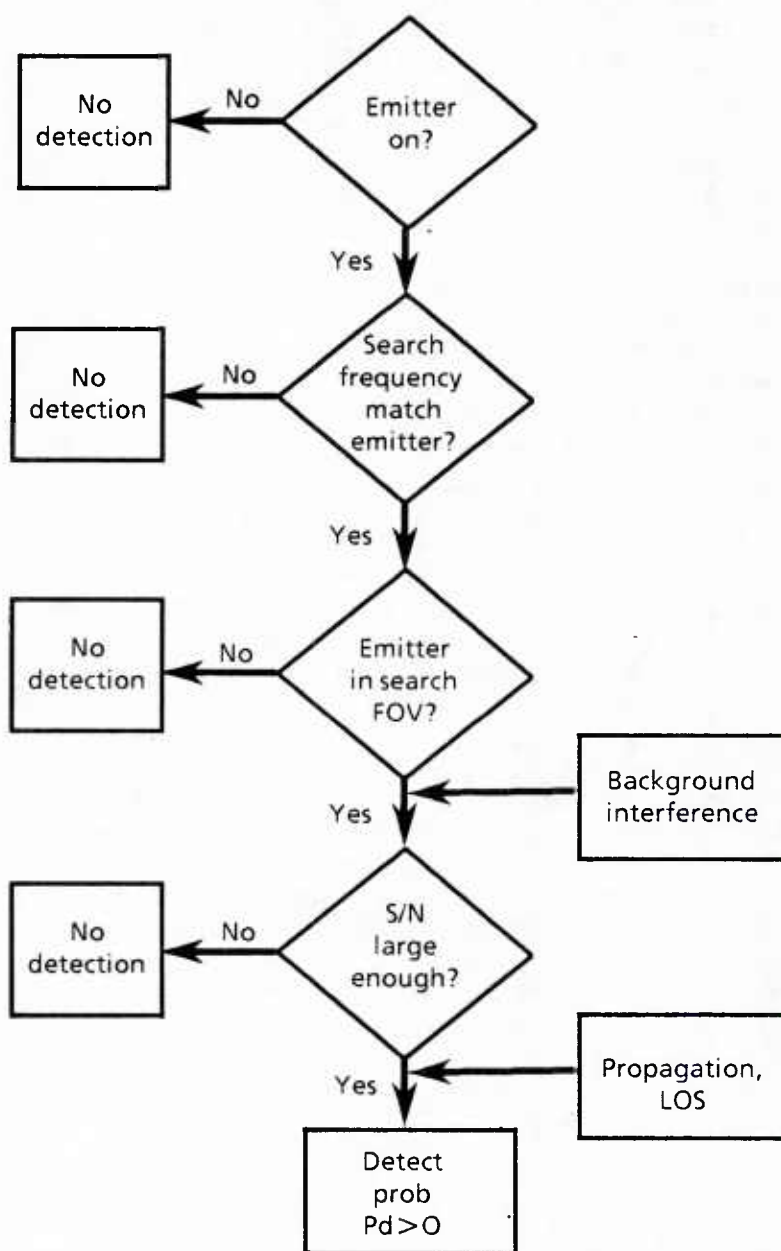 No
detection
No
Emitter
on?
Yes
No
detection
No
Search
frequency
match
emitter?
Yes
No
detection
No
Emitter
in search
FOV?
Background
interference
Yes
No
detection
No
S/N
large
enough?
Propagation,
LOS
Yes
Detect
prob
Pd>O